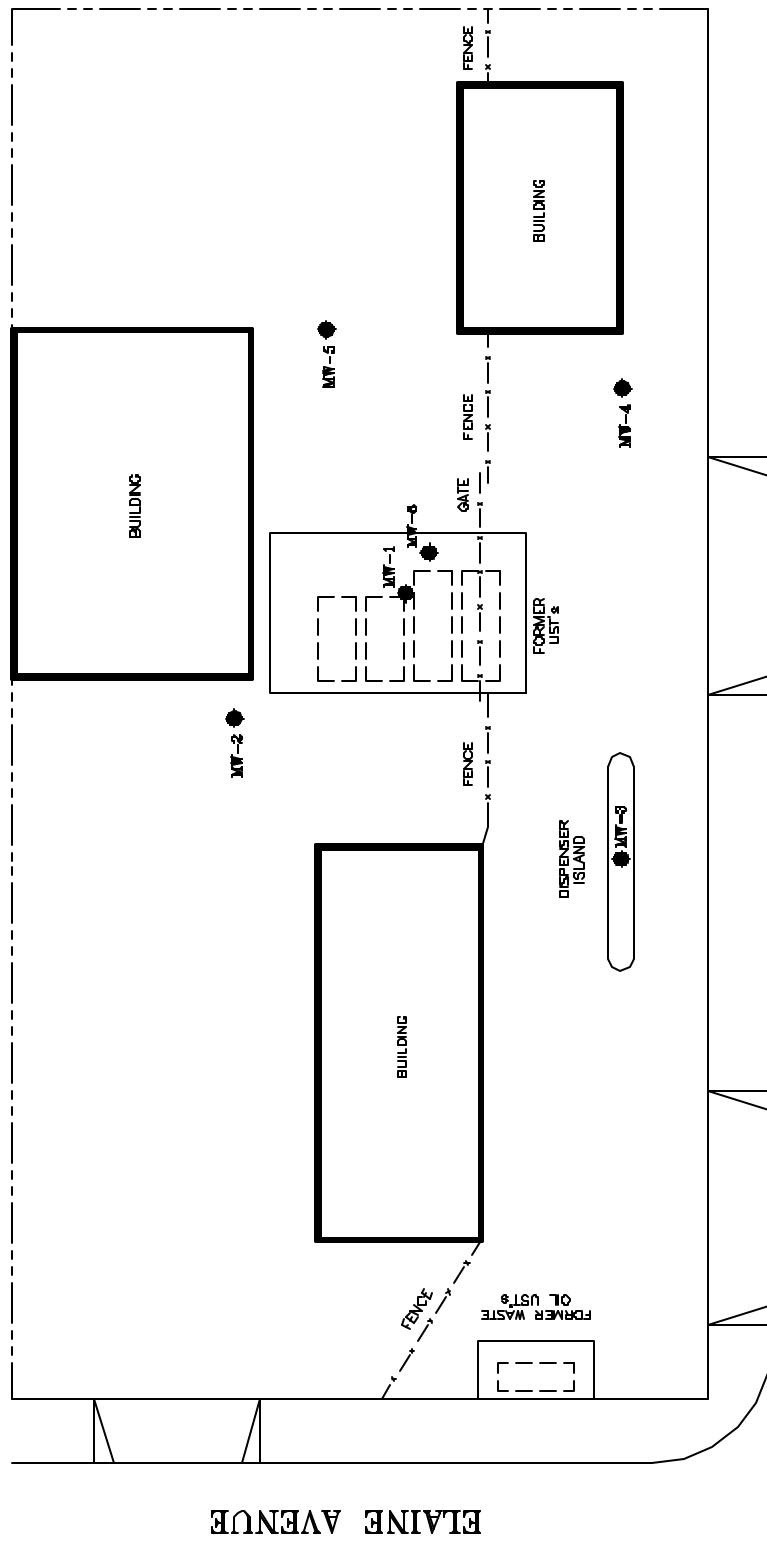 FENCE
BUILDING
MW-5
BUILDING
FENCE
MW-4
GATE
MW-6
MW-1
FORMER
UST's
MW-2
FENCE
MW-3
DISPENSER
ISLAND
BUILDING
FENCE
FORMER WASTE
OIL UST's
ELAINE AVENUE